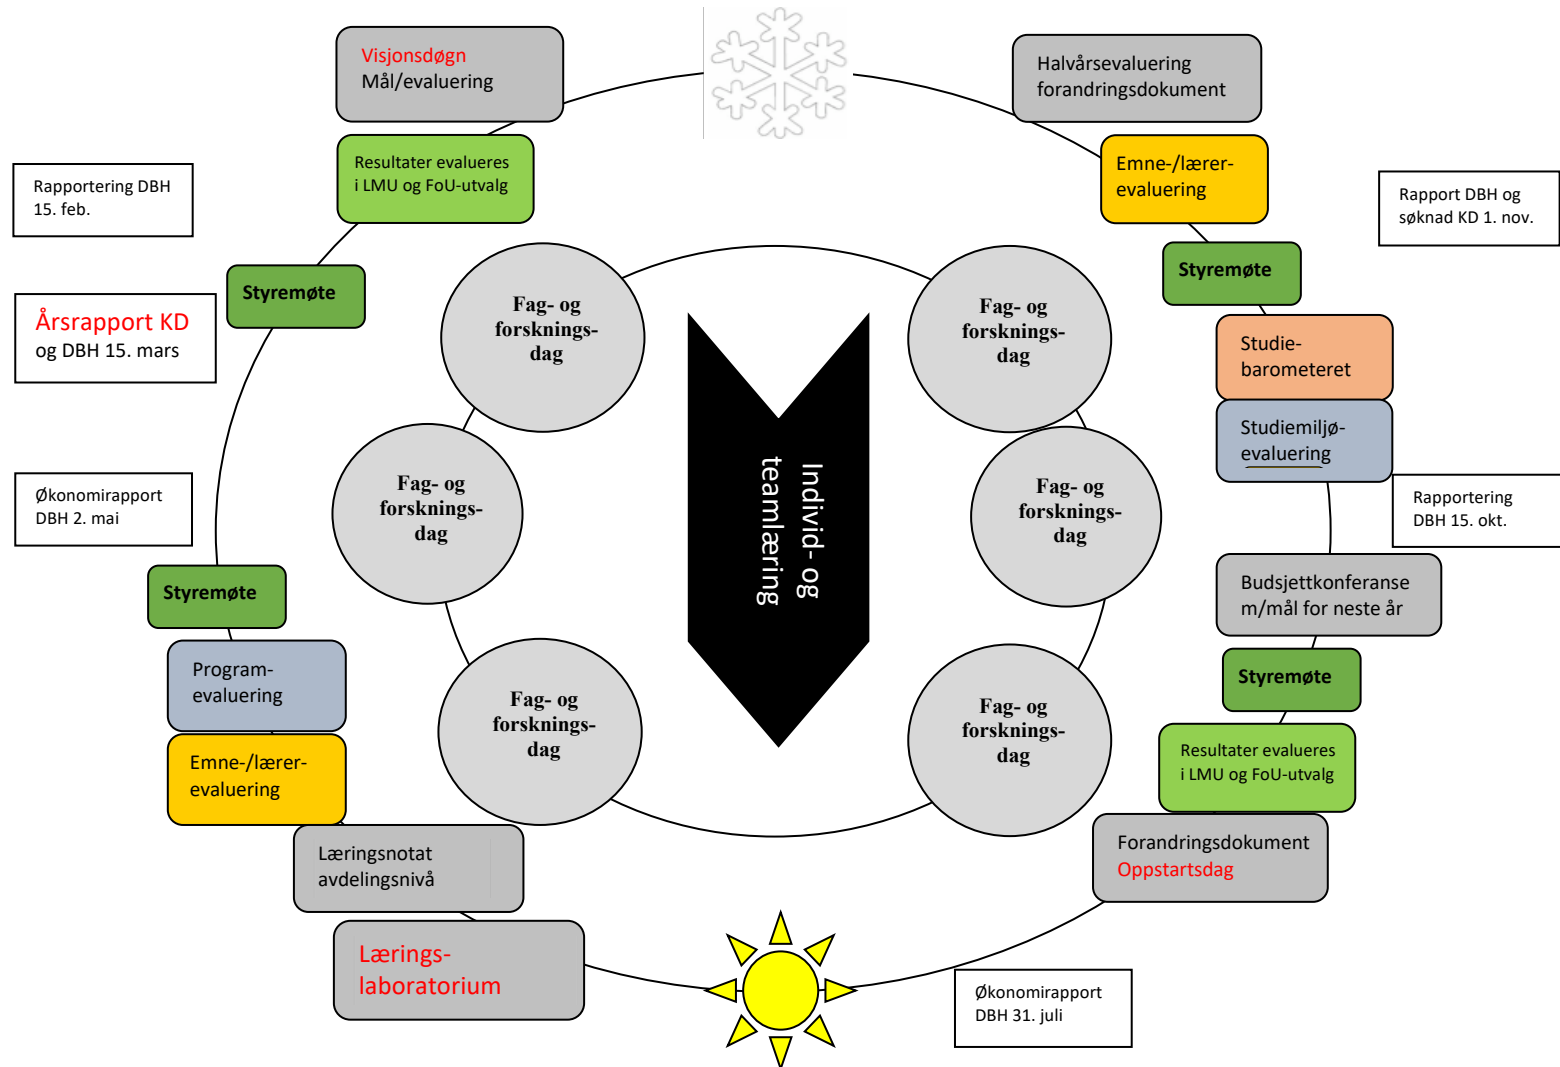 Visjonsdøgn
Mål/evaluering
Halvårsevaluering
forandringsdokument
Resultater evalueres
i LMU og FoU-utvalg
Emne-/lærer-
evaluering
Rapportering DBH
15. feb.
Rapport DBH og
søknad KD 1. nov.
Styremøte
Styremøte
Årsrapport KD
og DBH 15. mars
Fag- og
forsknings-
dag
Fag- og
forsknings-
dag
Studie-
barometeret
Studiemiljø-
evaluering
Fag- og
forsknings-
dag
Individ- og
teamlæring
Fag- og
forsknings-
dag
Økonomirapport
DBH 2. mai
Rapportering
DBH 15. okt.
Styremøte
Budsjettkonferanse
m/mål for neste år
Program-
evaluering
Styremøte
Fag- og
forsknings-
dag
Fag- og
forsknings-
dag
Emne-/lærer-
evaluering
Resultater evalueres
i LMU og FoU-utvalg
Læringsnotat
avdelingsnivå
Forandringsdokument
Oppstartsdag
Lærings-
laboratorium
Økonomirapport
DBH 31. juli